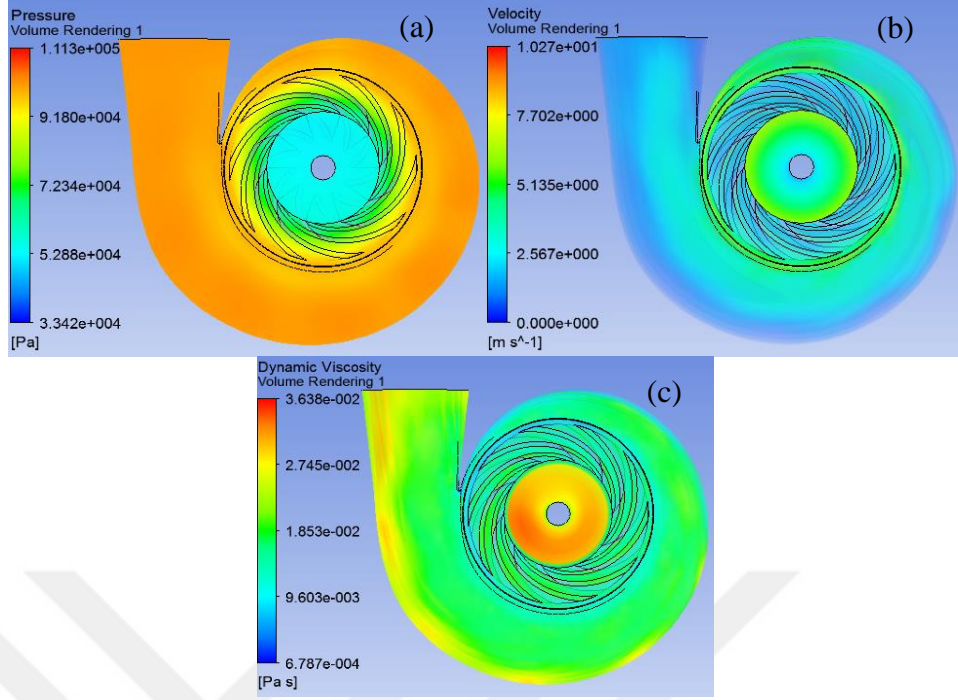 Pressure
Volume Rendering 1
(a)
1.113e+005
9.180e+004
7.234e+004
5.288e+004
3.342e+004
[Pa]
Velocity
Volume Rendering 1
(b)
1.027e+001
7.702e+000
5.135e+000
2.567e+000
0.000e+000
[m s^-1]
Dynamic Viscosity
Volume Rendering 1
(c)
3.638e-002
2.745e-002
1.853e-002
9.603e-003
6.787e-004
[Pa s]